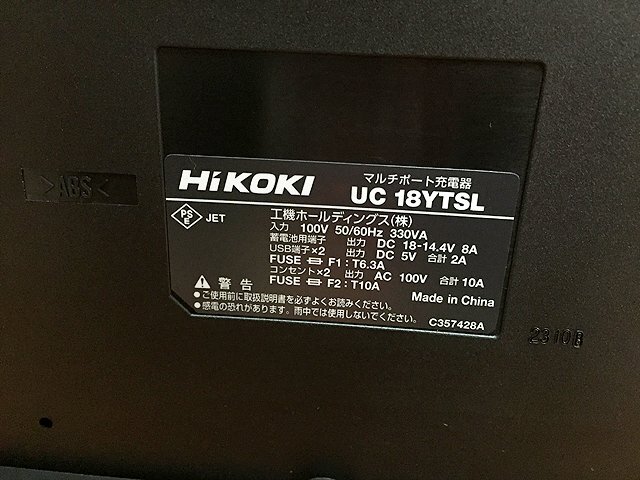 >ABS<
HiKOKI
マルチポート充電器
UC 18YTSL
PS E JET
工機ホールディングス(株)
入力 100V 50/60Hz 330VA
蓄電池用端子 出力 DC 18-14.4V 8A
USB端子×2 出力 DC 5V 合計 2A
FUSE F1: T6.3A
コンセント×2 出力 AC 100V 合計 10A
FUSE F2: T10A
警告
●ご使用前に取扱説明書を必ずよくお読みください。
●感電の恐れがあります。雨中では使用しないでください。
Made in China
C357428A
2310B